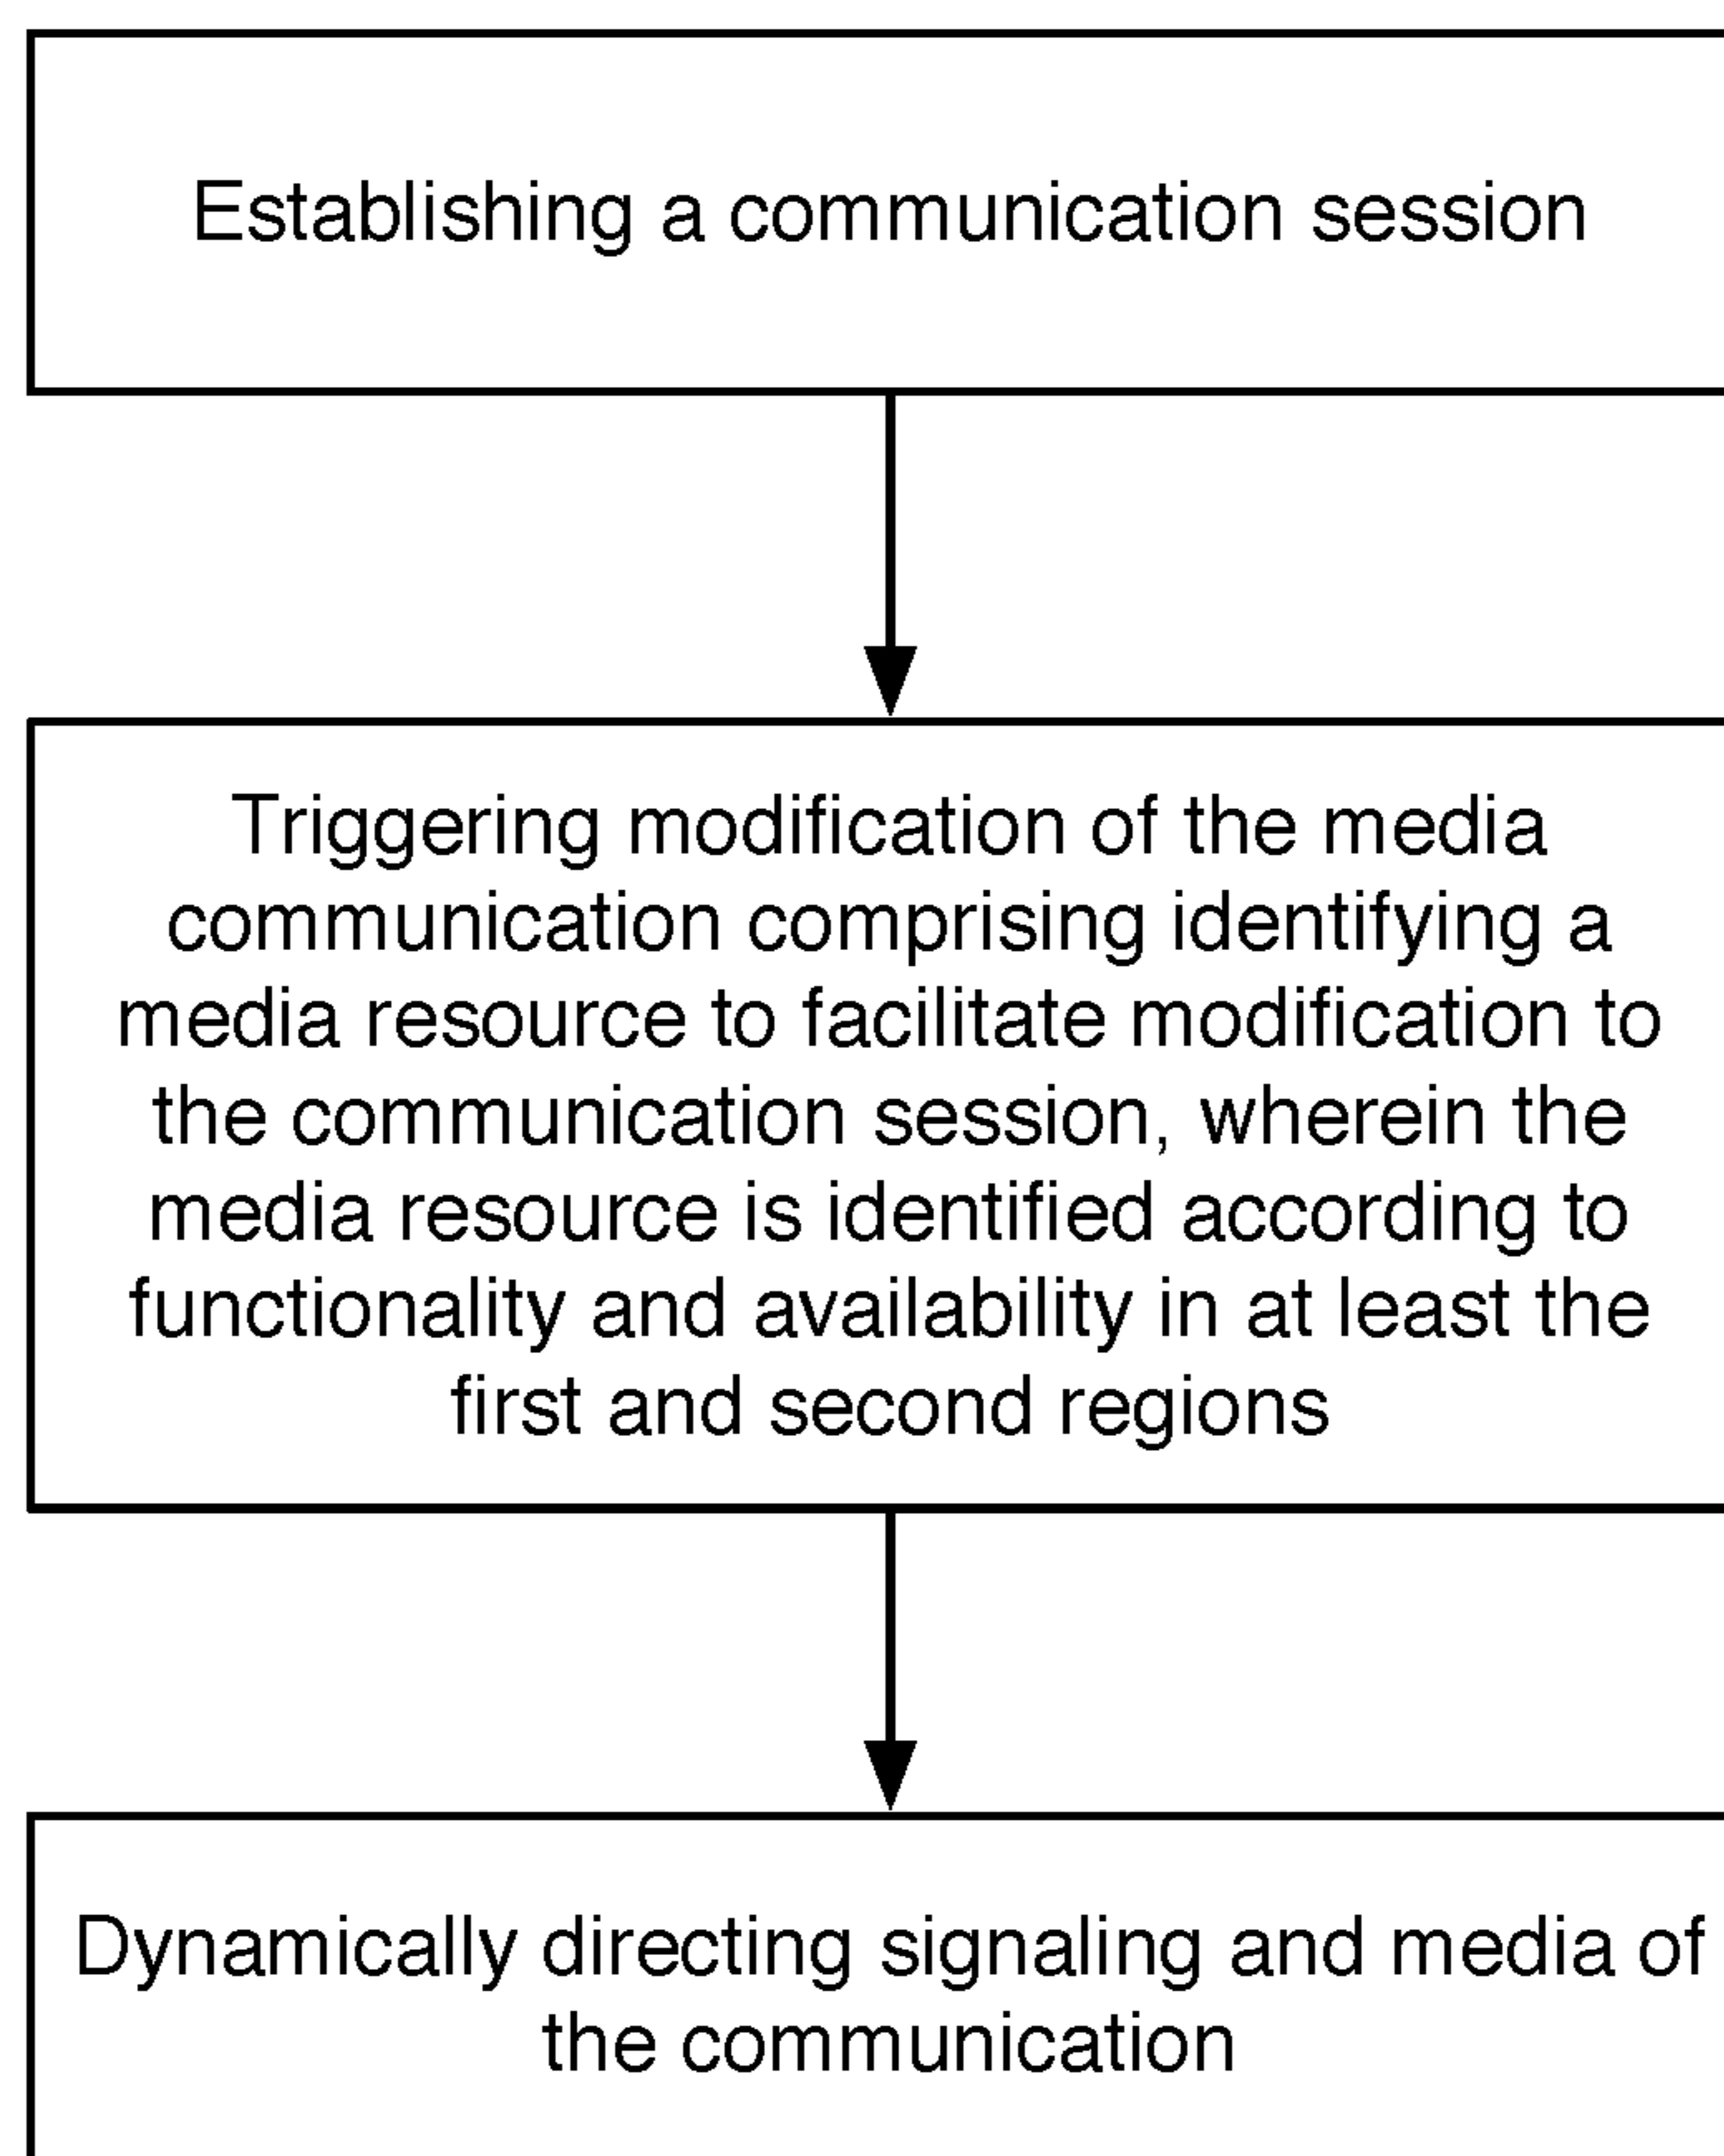 Establishing a communication session
Triggering modification of the media
communication comprising identifying a
media resource to facilitate modification to
the communication session, wherein the
media resource is identified according to
functionality and availability in at least the
first and second regions
Dynamically directing signaling and media of
the communication